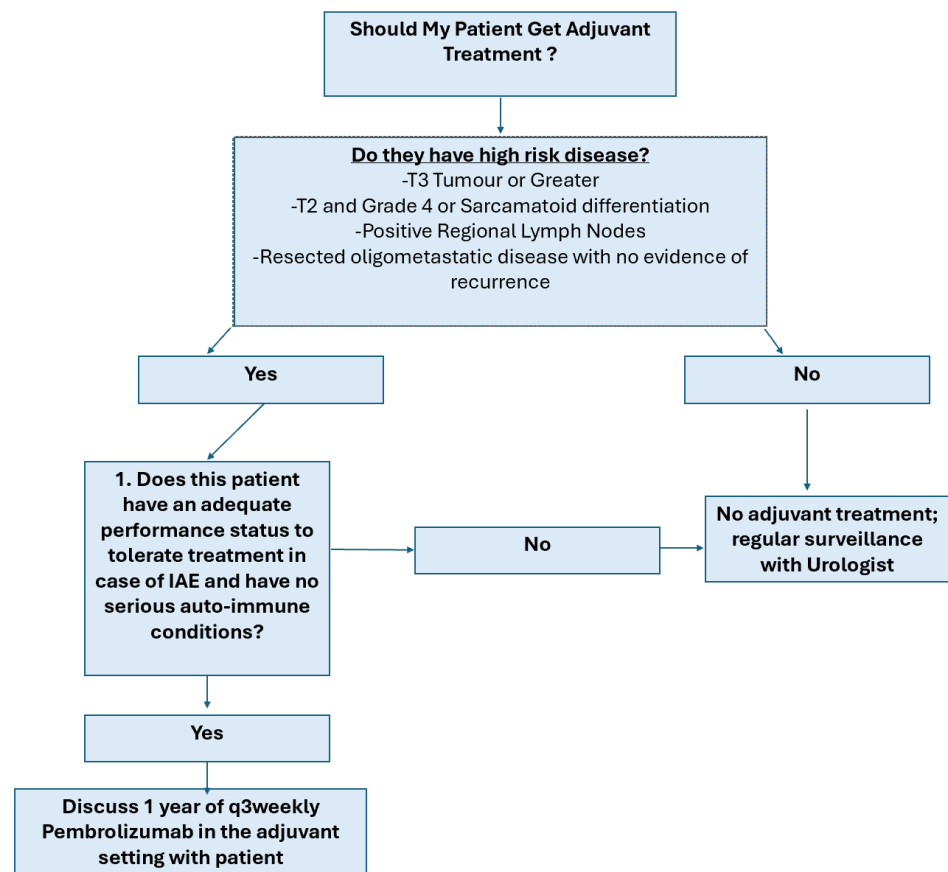 Should My Patient Get Adjuvant
Treatment ?
Do they have high risk disease?
-T3 Tumour or Greater
-T2 and Grade 4 or Sarcamatoid differentiation
-Positive Regional Lymph Nodes
-Resected oligometastatic disease with no evidence of
recurrence
Yes
No
1. Does this patient
have an adequate
performance status to
tolerate treatment in
case of IAE and have no
serious auto-immune
conditions?
No
No adjuvant treatment;
regular surveillance
with Urologist
Yes
Discuss 1 year of q3weekly
Pembrolizumab in the adjuvant
setting with patient